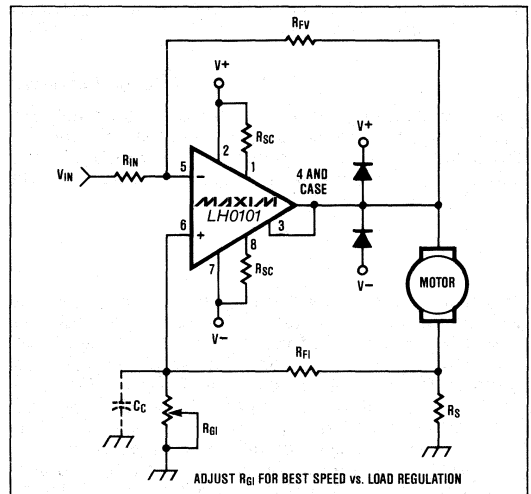 RFV
V+
RSC
V+
2
1
4 AND
CASE
VIN
RIN
5
−
MAXIM
LH0101
3
6
+
8
7
RSC
V−
V−
MOTOR
RFI
CC
RGI
RS
ADJUST RGI FOR BEST SPEED vs. LOAD REGULATION